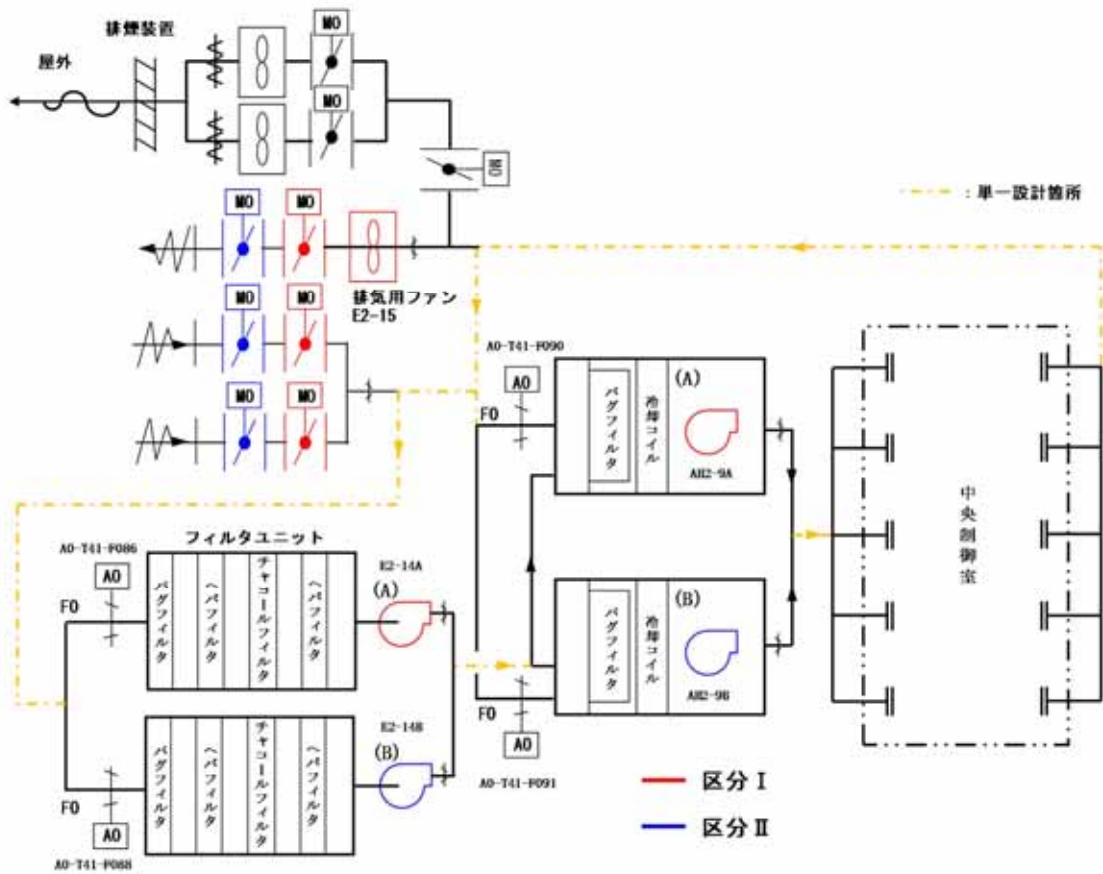 排煙装置
屋外
MO
MO
MO
：単一設計箇所
MO
MO
排気用ファン
E2-15
MO
MO
MO
MO
AO-T41-F090
AO
FO
バグフィルタ
冷却コイル
(A)
AH2-9A
中央制御室
フィルタユニット
AO-T41-F086
AO
FO
バグフィルタ
ヘパフィルタ
チャコールフィルタ
ヘパフィルタ
E2-14A
(A)
バグフィルタ
冷却コイル
(B)
AH2-9B
FO
AO
AO-T41-F091
E2-14B
(B)
バグフィルタ
ヘパフィルタ
チャコールフィルタ
ヘパフィルタ
FO
AO
AO-T41-F088
区分Ⅰ
区分Ⅱ